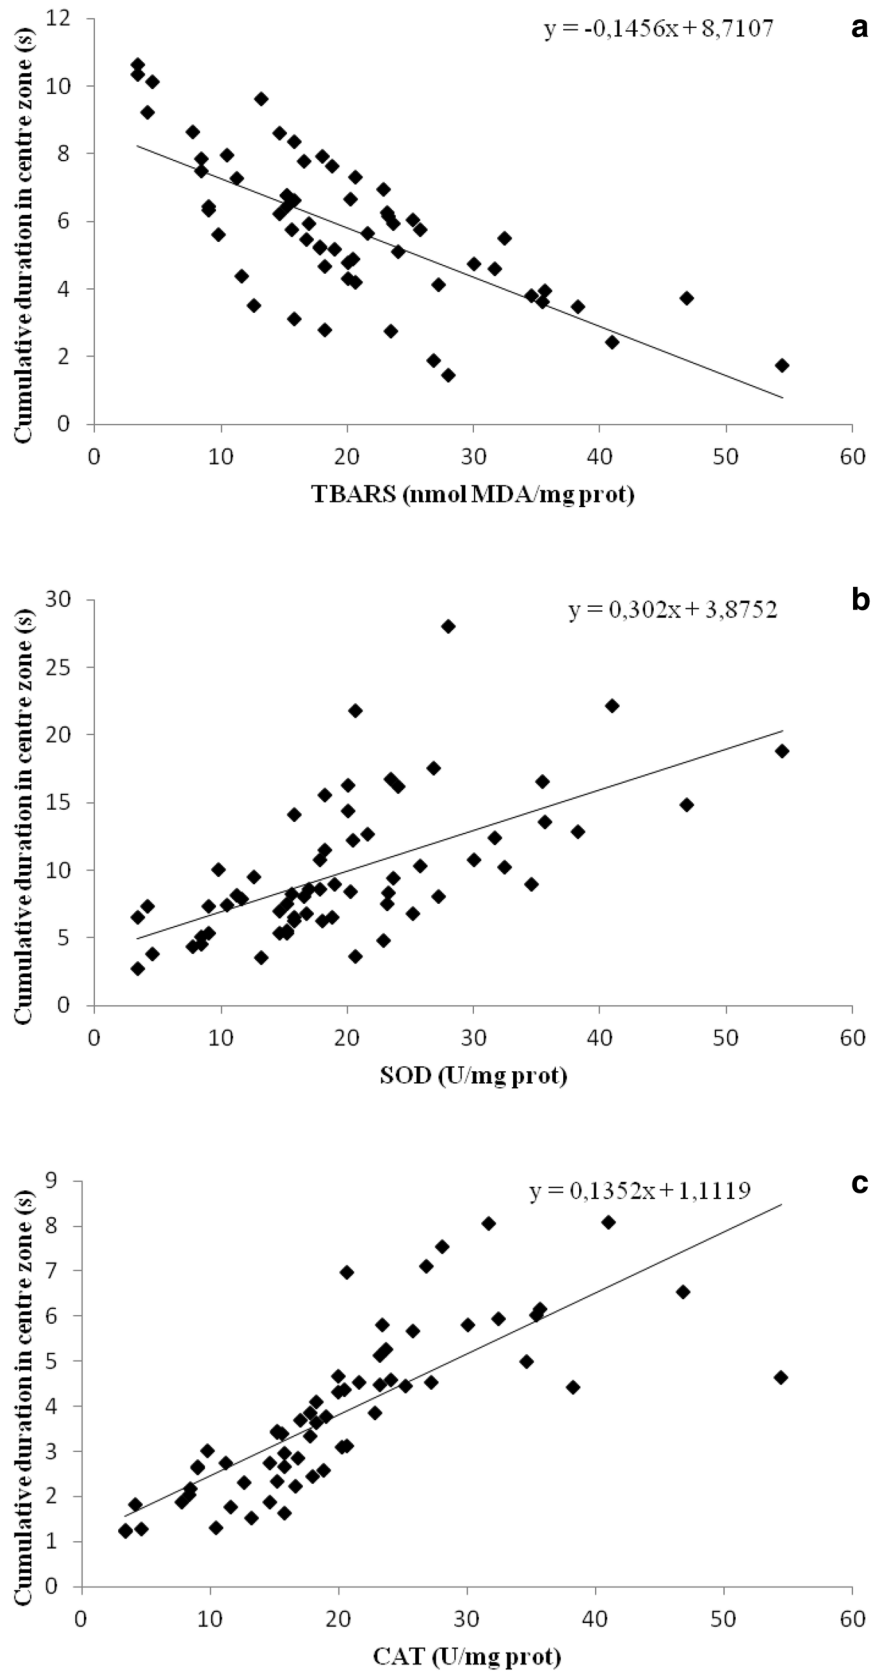 a
y = -0,1456x + 8,7107
Cumulative duration in centre zone (s)
12
10
8
6
4
2
0
0 10 20 30 40 50 60
TBARS (nmol MDA/mg prot)
b
y = 0,302x + 3,8752
Cumulative duration in centre zone (s)
30
25
20
15
10
5
0
0 10 20 30 40 50 60
SOD (U/mg prot)
c
y = 0,1352x + 1,1119
Cumulative duration in centre zone (s)
9
8
7
6
5
4
3
2
1
0
0 10 20 30 40 50 60
CAT (U/mg prot)